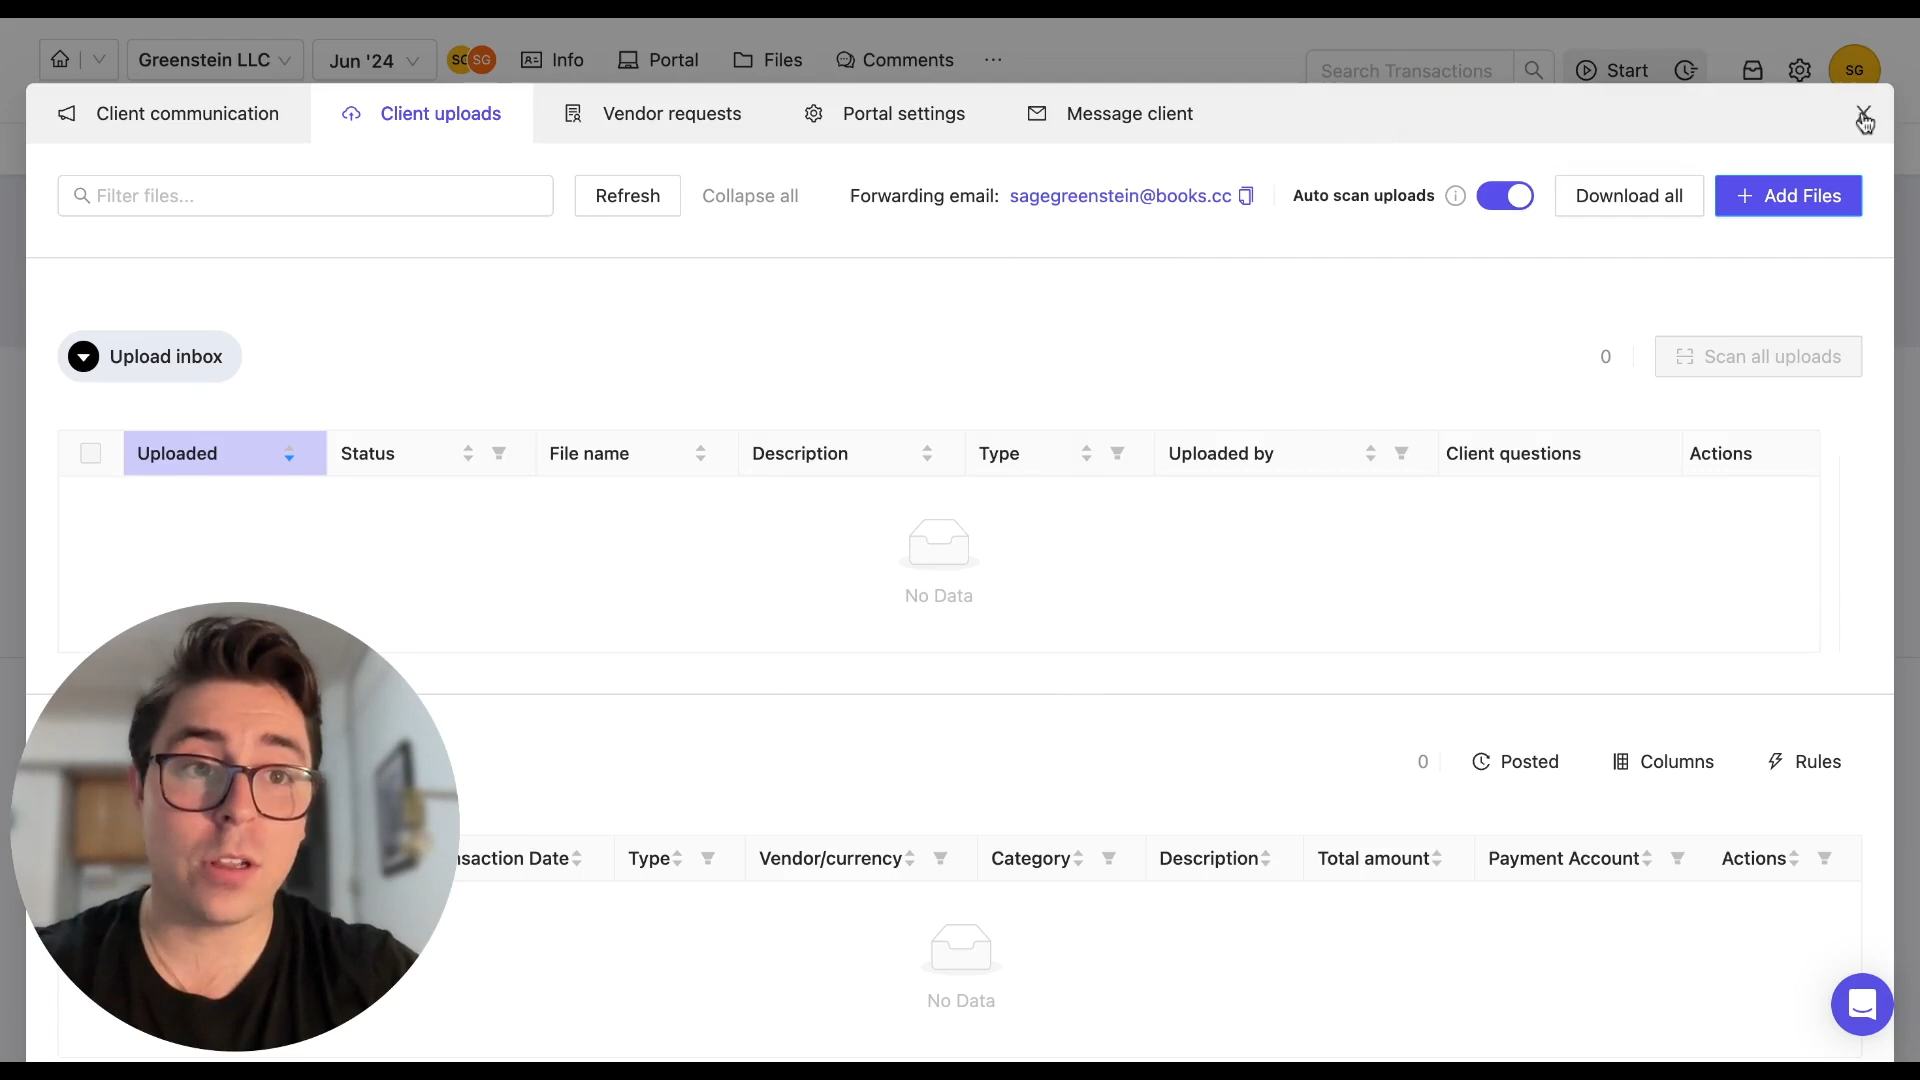 Greenstein LLC
Jun '24
SG
SG
Info
Portal
Files
Comments
Search Transactions
Start
SG
Client communication
Client uploads
Vendor requests
Portal settings
Message client
Filter files...
Refresh
Collapse all
Forwarding email: sagegreenstein@books.cc
Auto scan uploads
Download all
+ Add Files
Upload inbox
0
Scan all uploads
Uploaded
Status
File name
Description
Type
Uploaded by
Client questions
Actions
No Data
0
Posted
Columns
Rules
Date
Type
Vendor/currency
Category
Description
Total amount
Payment Account
Actions
No Data